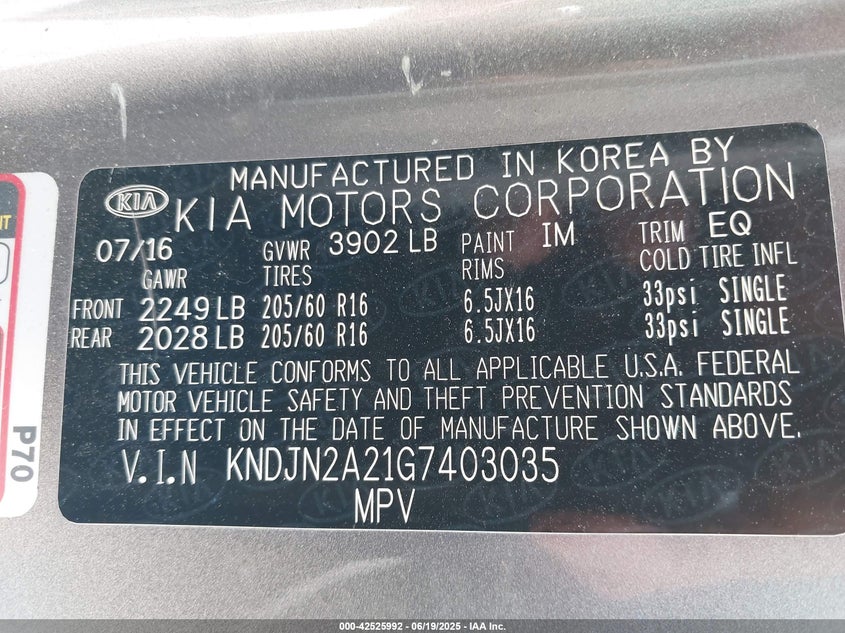 MANUFACTURED IN KOREA BY
KIA KIA MOTORS CORPORATION
07/16 GVWR 3902 LB PAINT IM TRIM EQ
GAWR TIRES RIMS COLD TIRE INFL
FRONT 2249 LB 205/60 R16 6.5JX16 33psi SINGLE
REAR 2028 LB 205/60 R16 6.5JX16 33psi SINGLE
THIS VEHICLE CONFORMS TO ALL APPLICABLE U.S.A. FEDERAL
MOTOR VEHICLE SAFETY AND THEFT PREVENTION STANDARDS
IN EFFECT ON THE DATE OF MANUFACTURE SHOWN ABOVE.
V.I.N KNDJN2A21G7403035
MPV
P70
000-42525992 - 06/19/2025 - IAA Inc.